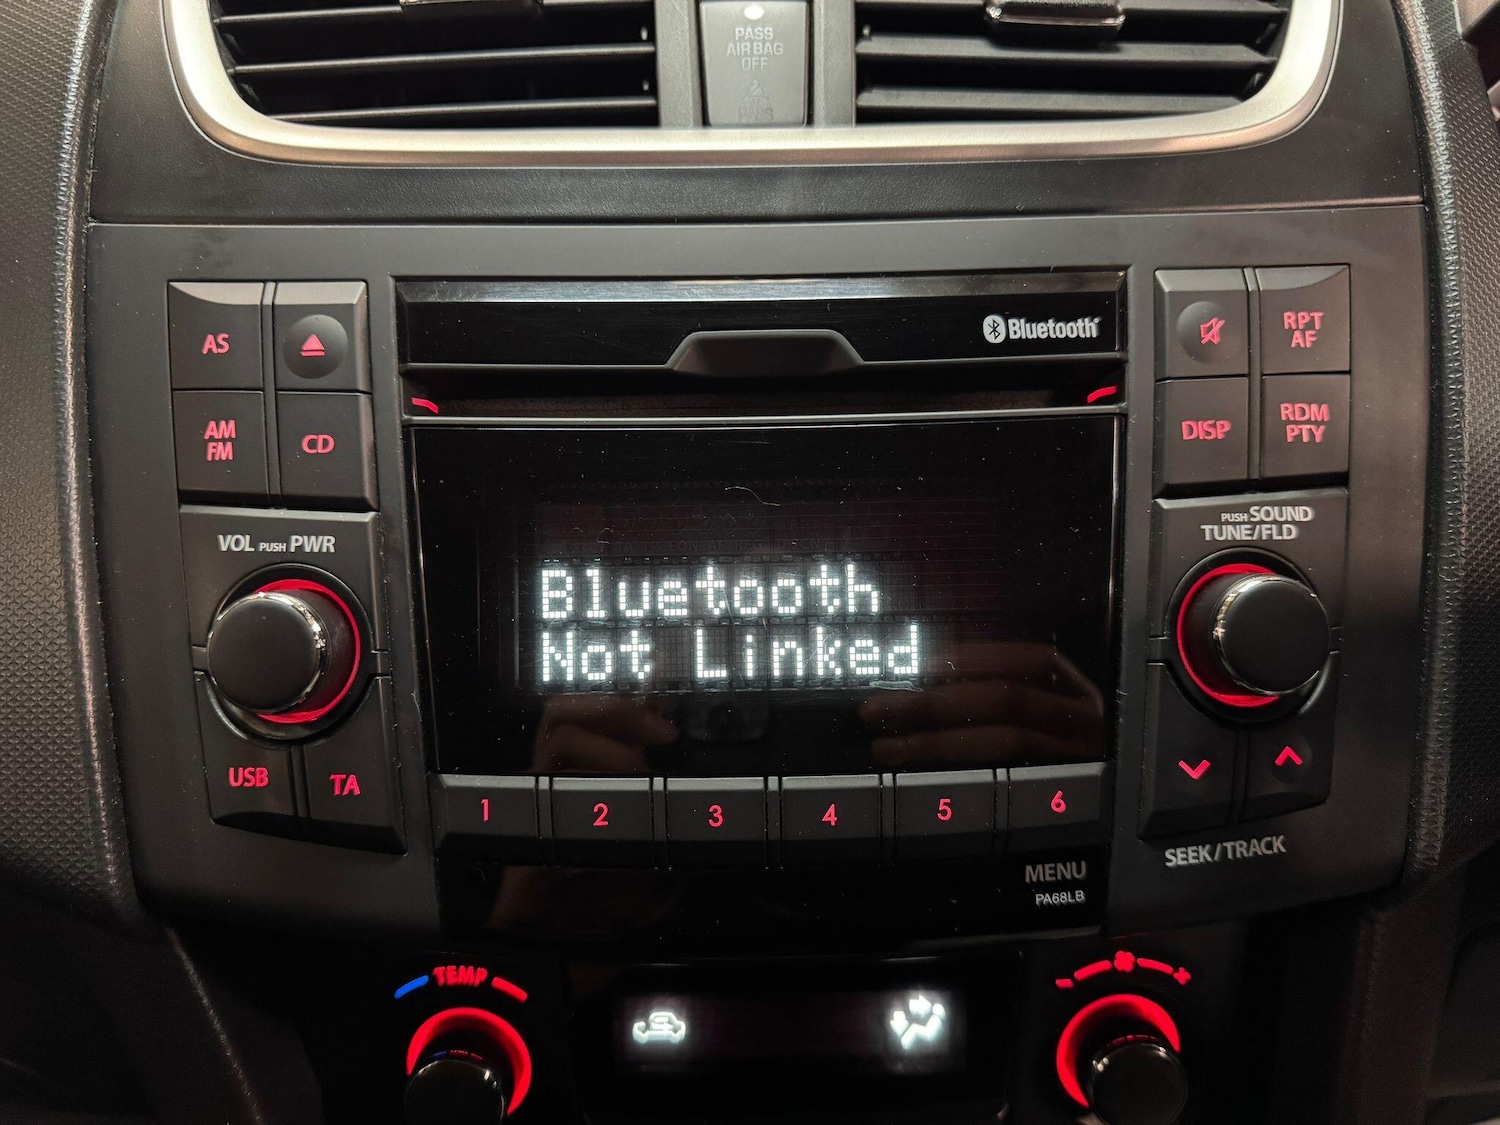 PASS
AIR BAG
OFF
Bluetooth
AS
AM
FM
CD
RPT
AF
DISP
RDM
PTY
VOL PUSH PWR
PUSH SOUND
TUNE/FLD
Bluetooth
Not Linked
USB
TA
1
2
3
4
5
6
SEEK/TRACK
MENU
PA68LB
TEMP
- +